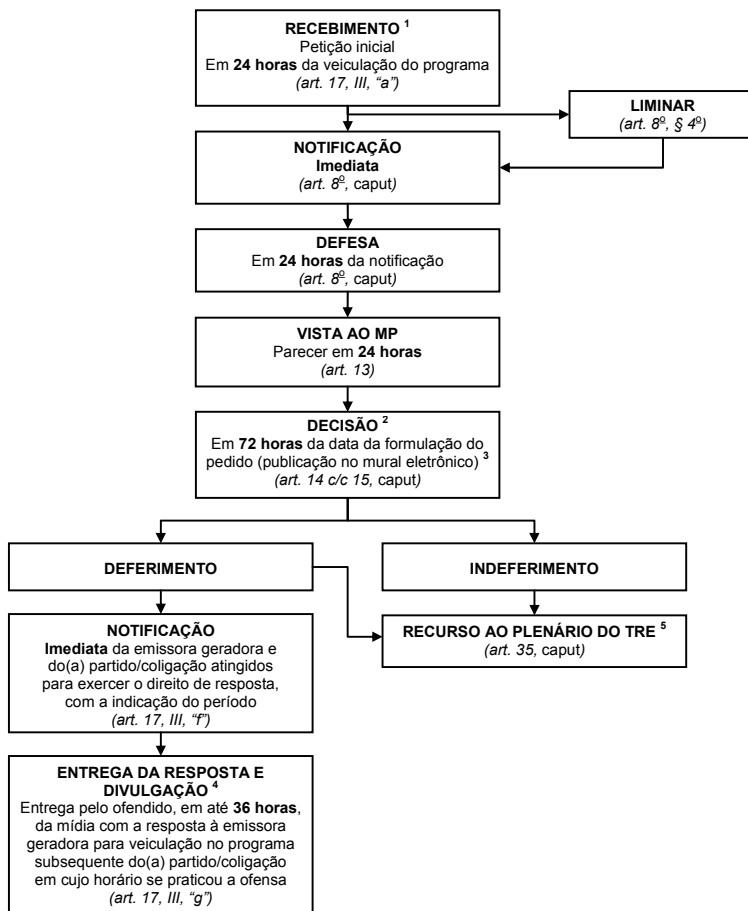 RECEBIMENTO 1
Petição inicial
Em 24 horas da veiculação do programa
(art. 17, III, “a”)
LIMINAR
(art. 8º, § 4º)
NOTIFICAÇÃO
Imediata
(art. 8º, caput)
DEFESA
Em 24 horas da notificação
(art. 8º, caput)
VISTA AO MP
Parecer em 24 horas
(art. 13)
DECISÃO 2
Em 72 horas da data da formulação do
pedido (publicação no mural eletrônico) 3
(art. 14 c/c 15, caput)
DEFERIMENTO
INDEFERIMENTO
NOTIFICAÇÃO
Imediata da emissora geradora e
do(a) partido/coligação atingidos
para exercer o direito de resposta,
com a indicação do período
(art. 17, III, “f”)
RECURSO AO PLENÁRIO DO TRE 5
(art. 35, caput)
ENTREGA DA RESPOSTA E
DIVULGAÇÃO 4
Entrega pelo ofendido, em até 36 horas,
da mídia com a resposta à emissora
geradora para veiculação no programa
subsequente do(a) partido/coligação
em cujo horário se praticou a ofensa
(art. 17, III, “g”)